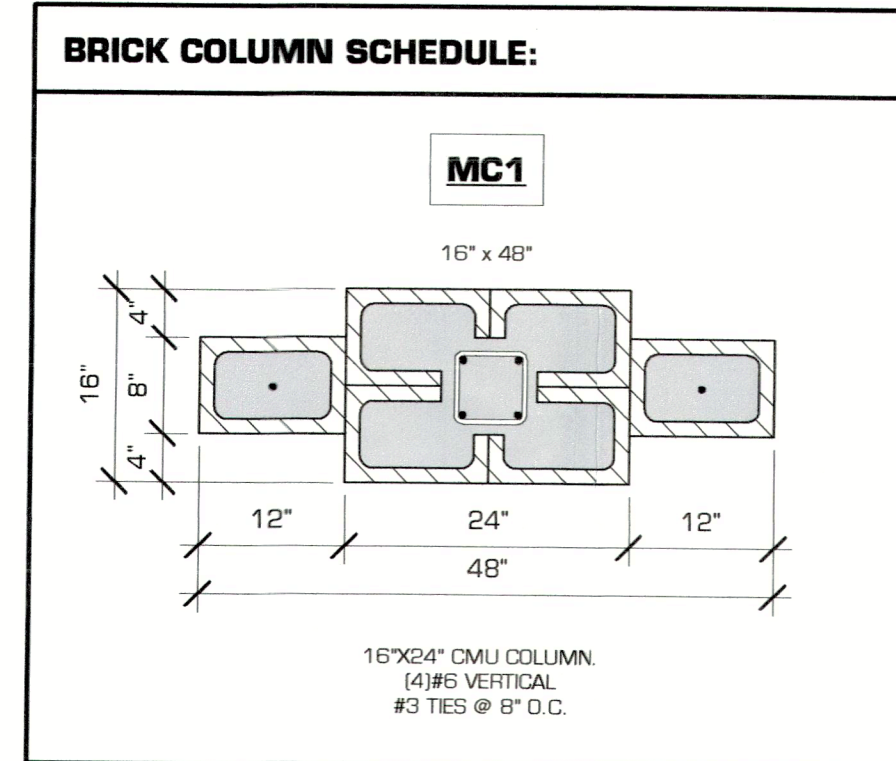 BRICK COLUMN SCHEDULE:
MC1
16" x 48"
4"
16"
8"
4"
12"
24"
12"
48"
16"X24" CMU COLUMN.
(4)#6 VERTICAL
#3 TIES @ 8" O.C.